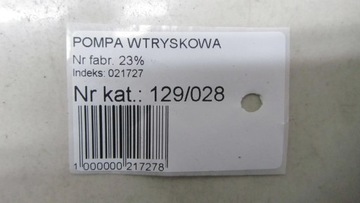 POMPA WTRYSKOWA
Nr fabr. 23%
Indeks: 021727
Nr kat.: 129/028
1 000000 217278